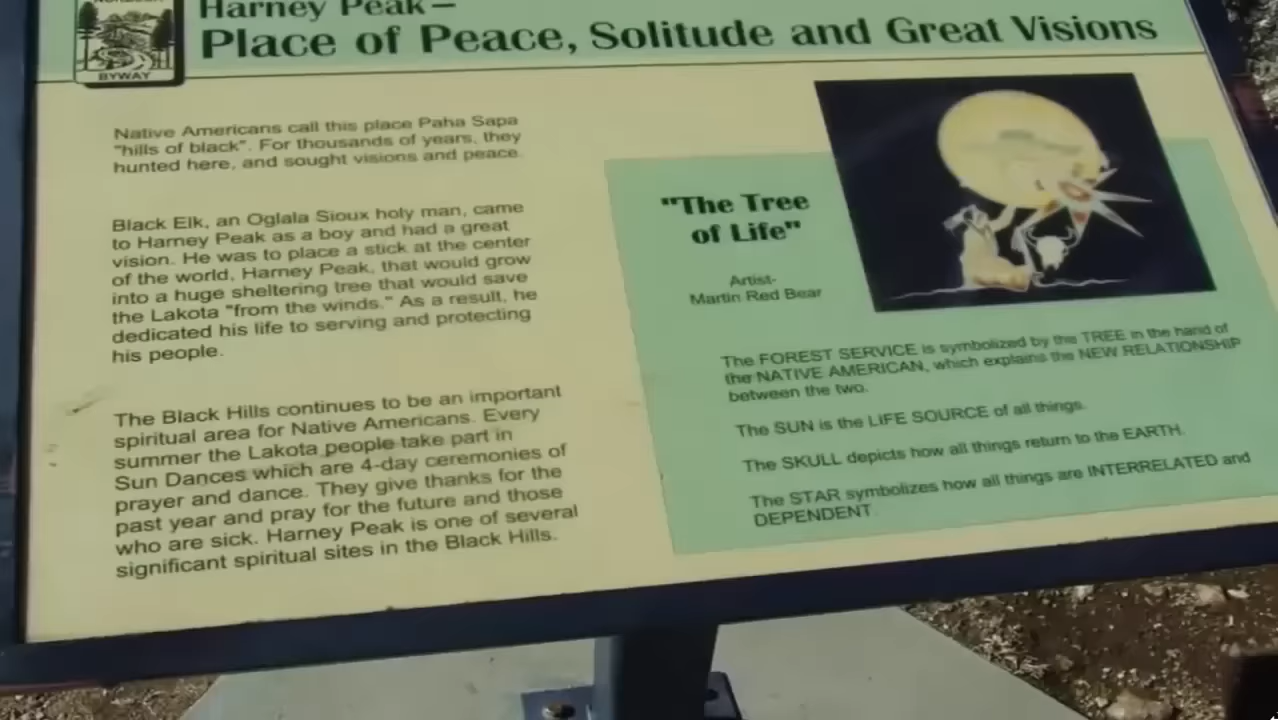 BYWAY
Harney Peak–
Place of Peace, Solitude and Great Visions
Native Americans call this place Paha Sapa
"hills of black". For thousands of years, they
hunted here, and sought visions and peace.
Black Elk, an Oglala Sioux holy man, came
to Harney Peak as a boy and had a great
vision. He was to place a stick at the center
of the world, Harney Peak, that would grow
into a huge sheltering tree that would save
the Lakota "from the winds." As a result, he
dedicated his life to serving and protecting
his people.
The Black Hills continues to be an important
spiritual area for Native Americans. Every
summer the Lakota people take part in
Sun Dances which are 4-day ceremonies of
prayer and dance. They give thanks for the
past year and pray for the future and those
who are sick. Harney Peak is one of several
significant spiritual sites in the Black Hills.
"The Tree
of Life"
Artist-
Martin Red Bear
The FOREST SERVICE is symbolized by the TREE in the hand of
the NATIVE AMERICAN, which explains the NEW RELATIONSHIP
between the two.
The SUN is the LIFE SOURCE of all things.
The SKULL depicts how all things return to the EARTH.
The STAR symbolizes how all things are INTERRELATED and
DEPENDENT.